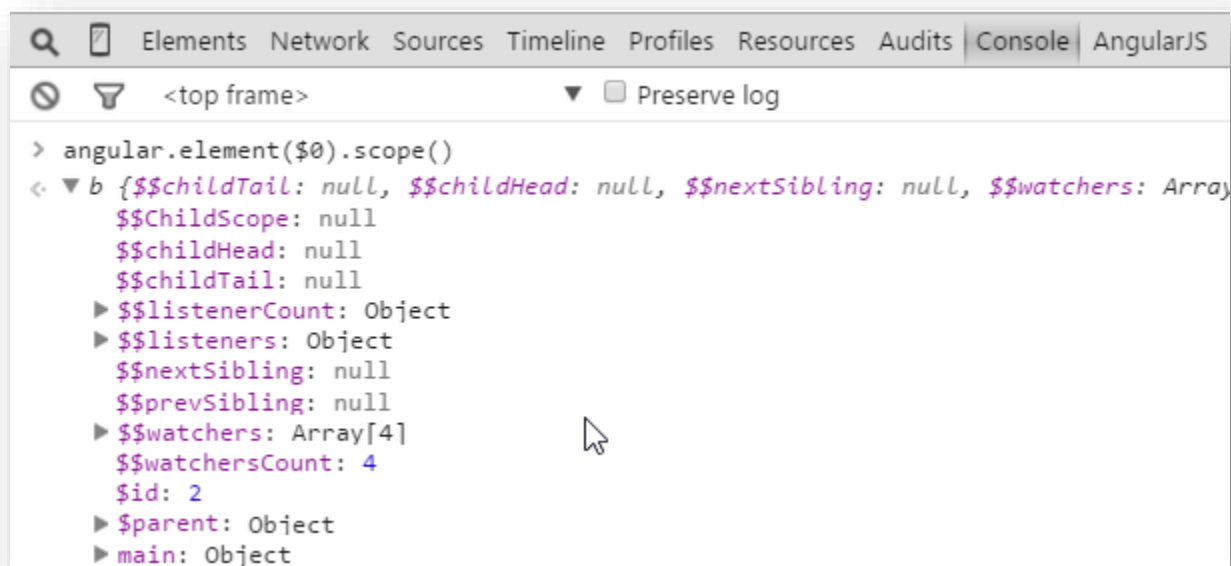 Elements Network Sources Timeline Profiles Resources Audits Console AngularJS
<top frame> Preserve log
> angular.element($0).scope()
b {$$childTail: null, $$childHead: null, $$nextSibling: null, $$watchers: Array
$$ChildScope: null
$$childHead: null
$$childTail: null
$$listenerCount: Object
$$listeners: Object
$$nextSibling: null
$$prevSibling: null
$$watchers: Array[4]
$$watchersCount: 4
$id: 2
$parent: Object
main: Object